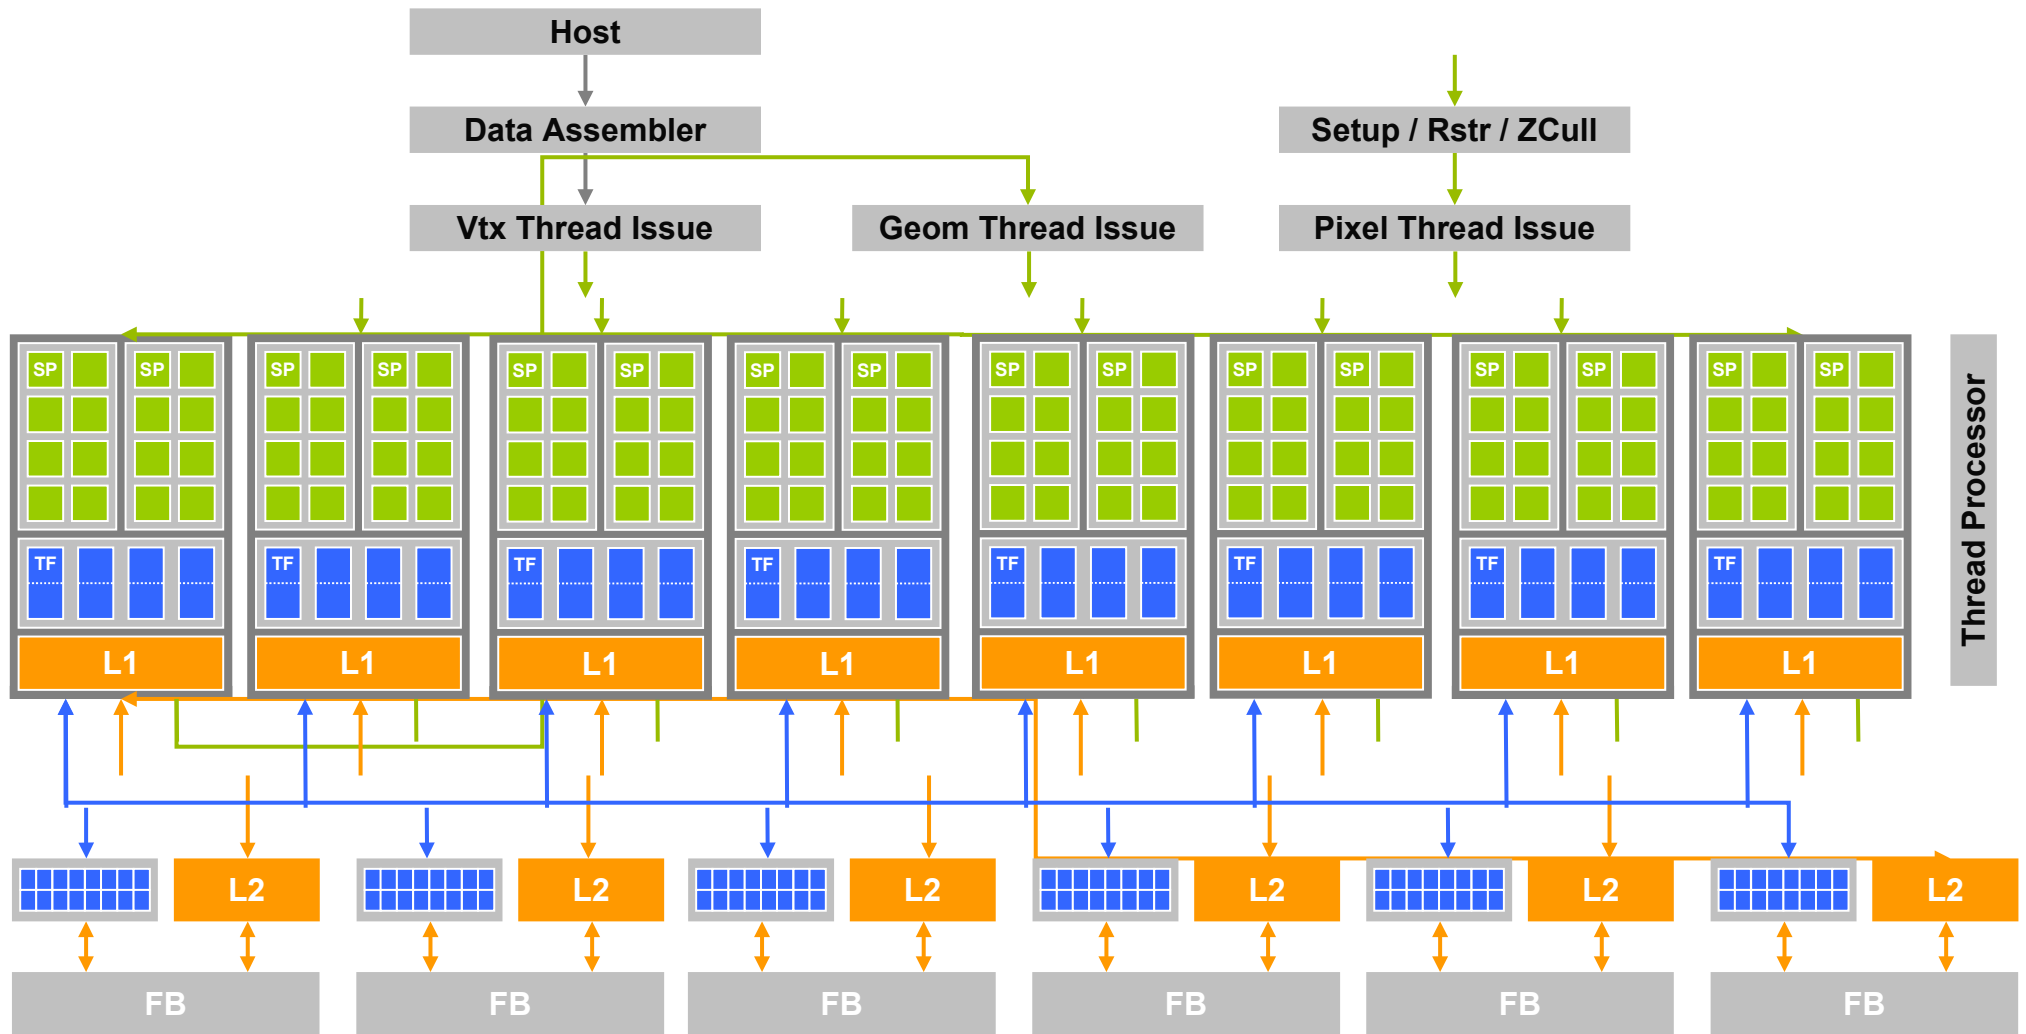 Host
Data Assembler
Setup / Rstr / ZCull
Vtx Thread Issue
Geom Thread Issue
Pixel Thread Issue
SP SP SP SP SP SP SP SP SP SP SP SP SP SP SP SP
TF TF TF TF TF TF TF TF
L1 L1 L1 L1 L1 L1 L1 L1
Thread Processor
L2 L2 L2 L2 L2 L2
FB FB FB FB FB FB